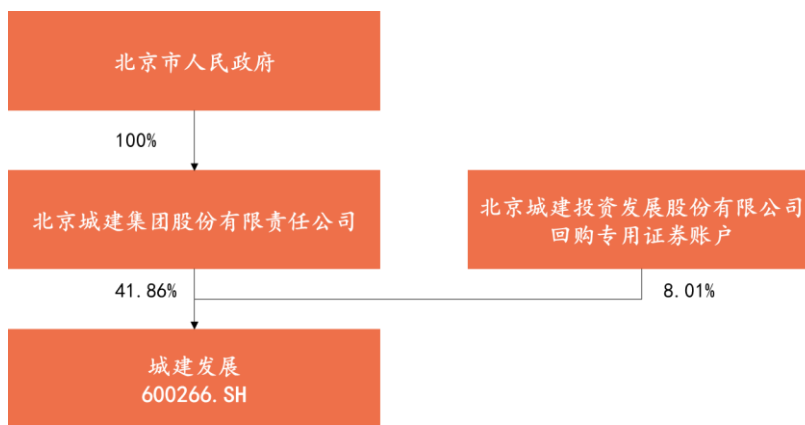 北京市人民政府
100%
北京城建集团股份有限责任公司
北京城建投资发展股份有限公司
回购专用证券账户
41.86%
8.01%
城建发展
600266.SH